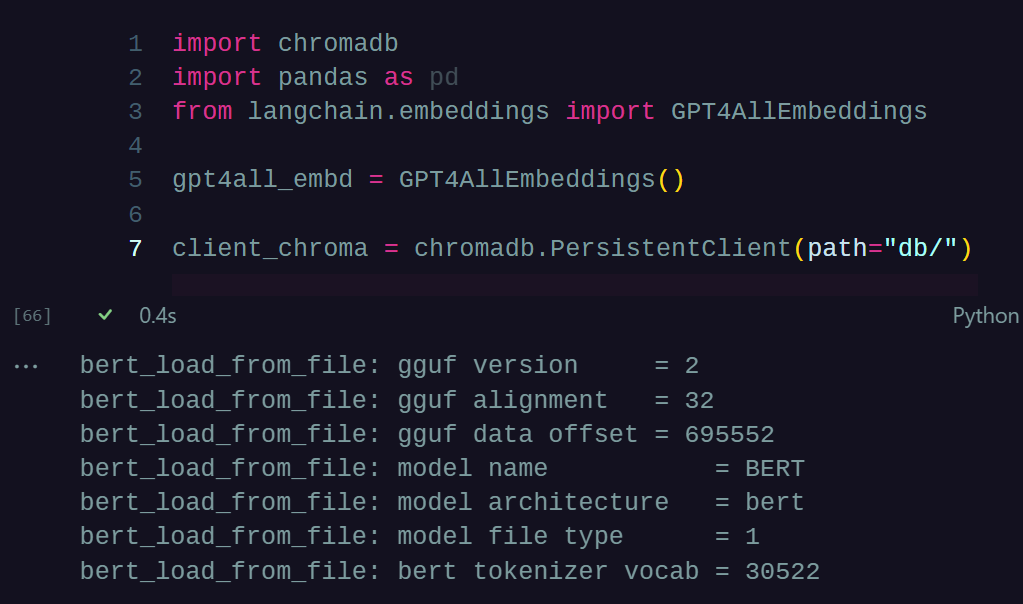 1 import chromadb
2 import pandas as pd
3 from langchain.embeddings import GPT4AllEmbeddings
4
5 gpt4all_embd = GPT4AllEmbeddings()
6
7 client_chroma = chromadb.PersistentClient(path="db/")
[66] ✓ 0.4s Python
... bert_load_from_file: gguf version     = 2
bert_load_from_file: gguf alignment   = 32
bert_load_from_file: gguf data offset = 695552
bert_load_from_file: model name           = BERT
bert_load_from_file: model architecture   = bert
bert_load_from_file: model file type      = 1
bert_load_from_file: bert tokenizer vocab = 30522